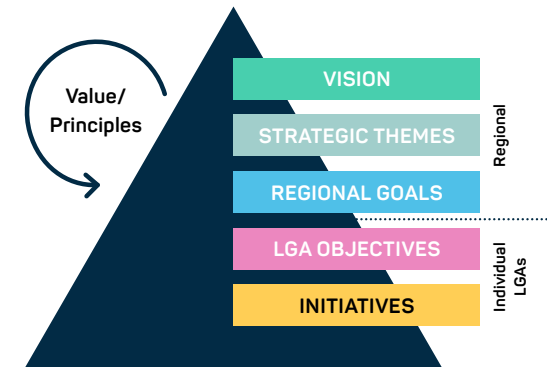 Value/
Principles
VISION
STRATEGIC THEMES
REGIONAL GOALS
LGA OBJECTIVES
INITIATIVES
Regional
Individual
LGAs